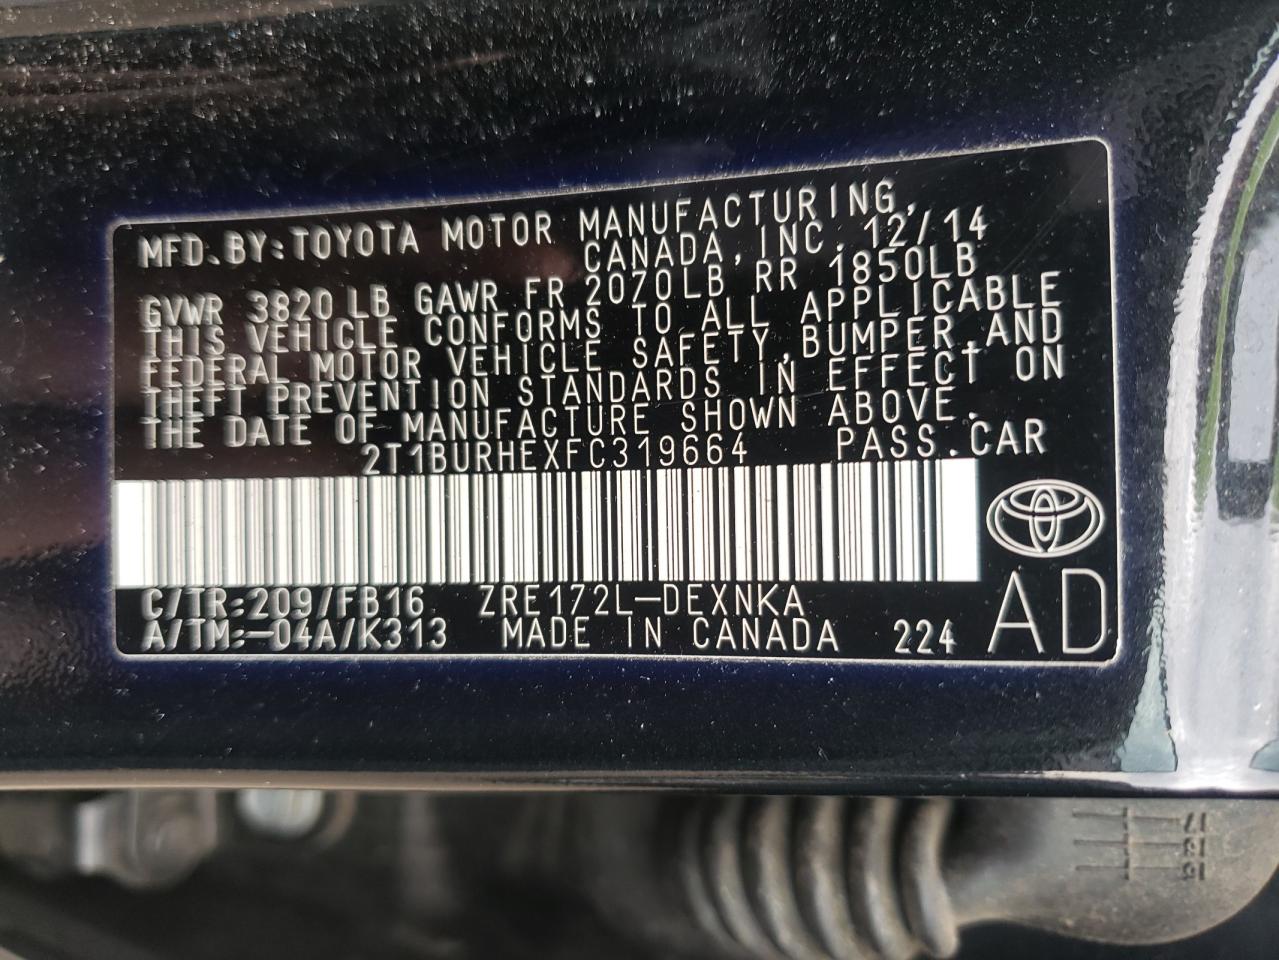 MFD.BY:TOYOTA MOTOR MANUFACTURING,
CANADA,INC. 12/14
GVWR 3820LB GAWR FR 2070LB RR 1850LB
THIS VEHICLE CONFORMS TO ALL APPLICABLE
FEDERAL MOTOR VEHICLE SAFETY,BUMPER,AND
THEFT PREVENTION STANDARDS IN EFFECT ON
THE DATE OF MANUFACTURE SHOWN ABOVE.
2T1BURHEXFC319664 PASS.CAR
C/TR:209/FB16 ZRE172L-DEXNKA
A/TM:-04A/K313 MADE IN CANADA 224 AD